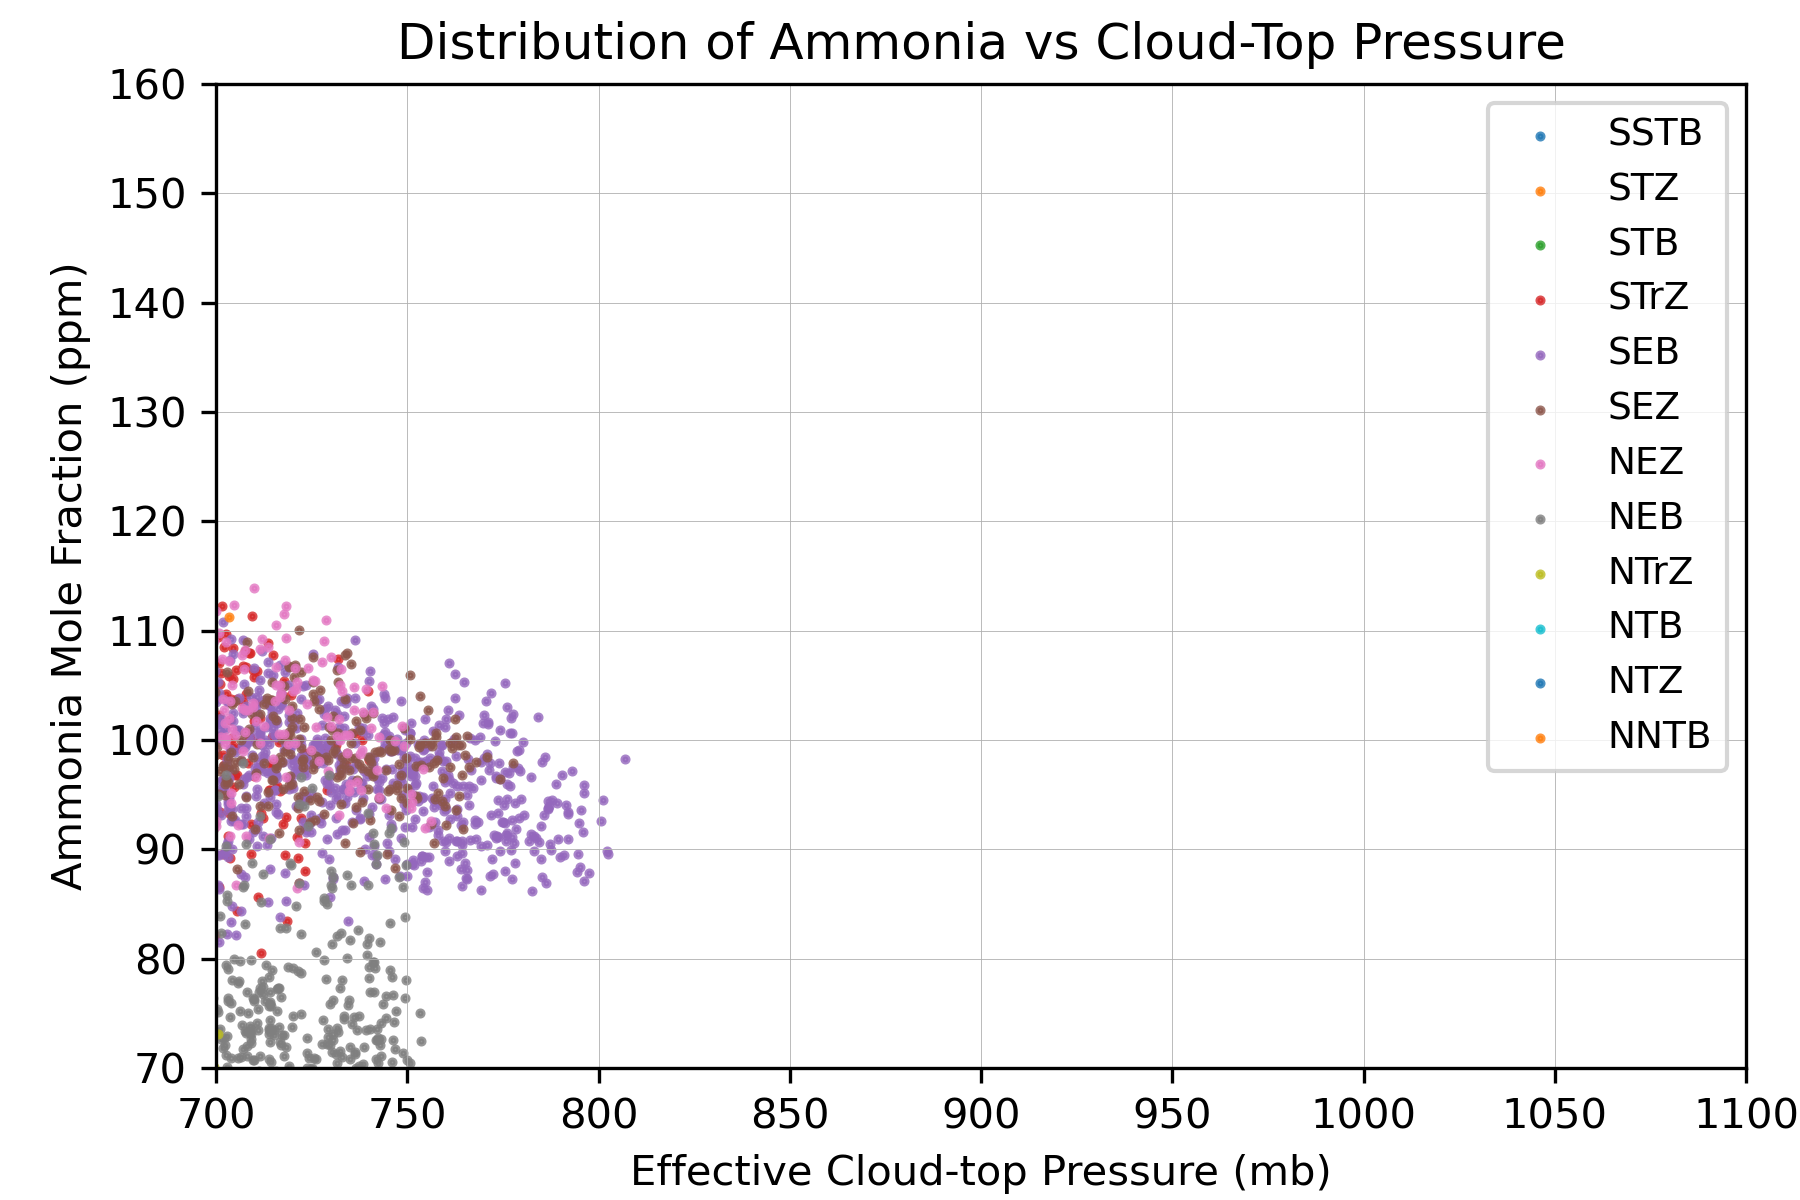 Distribution of Ammonia vs Cloud-Top Pressure
160
150
140
130
120
110
100
90
80
70
Ammonia Mole Fraction (ppm)
SSTB
STZ
STB
STrZ
SEB
SEZ
NEZ
NEB
NTrZ
NTB
NTZ
NNTB
700 750 800 850 900 950 1000 1050 1100
Effective Cloud-top Pressure (mb)